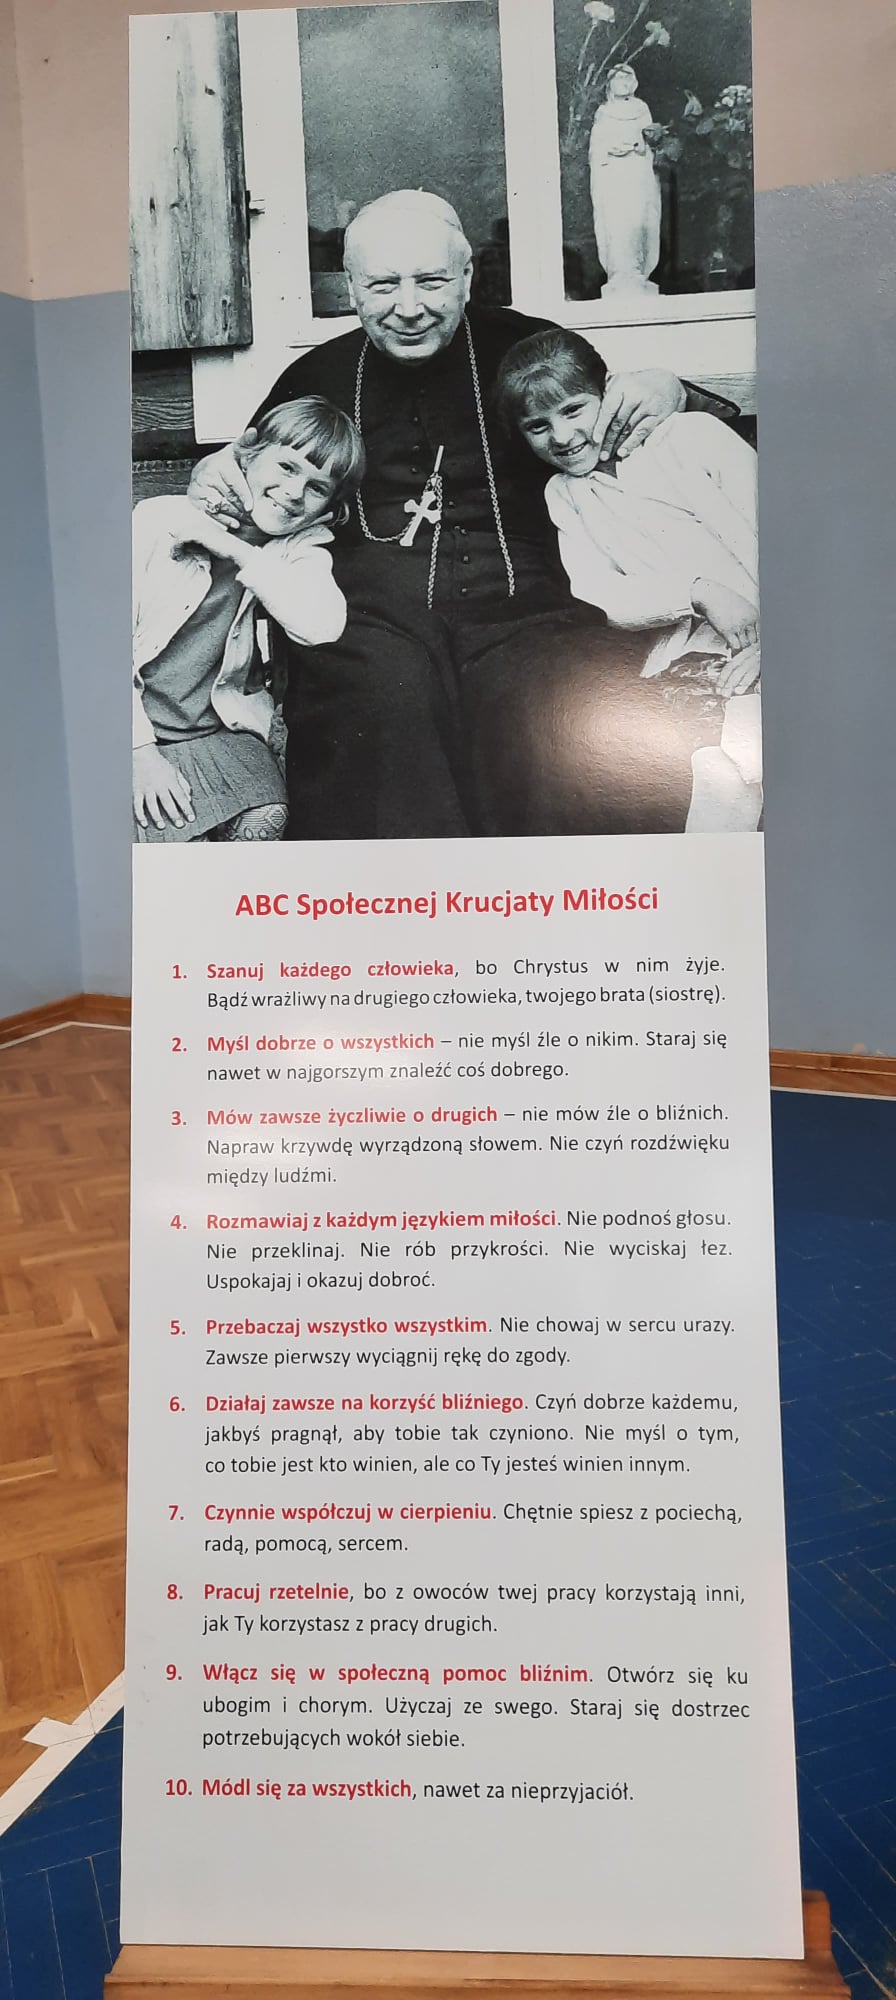 ABC Społecznej Krucjaty Miłości
1. Szanuj każdego człowieka, bo Chrystus w nim żyje.
Bądź wrażliwy na drugiego człowieka, twojego brata (siostrę).
2. Myśl dobrze o wszystkich – nie myśl źle o nikim. Staraj się
nawet w najgorszym znaleźć coś dobrego.
3. Mów zawsze życzliwie o drugich – nie mów źle o bliźnich.
Napraw krzywdę wyrządzoną słowem. Nie czyń rozdźwięku
między ludźmi.
4. Rozmawiaj z każdym językiem miłości. Nie podnoś głosu.
Nie przeklinaj. Nie rób przykrości. Nie wyciskaj łez.
Uspokajaj i okazuj dobroć.
5. Przebaczaj wszystko wszystkim. Nie chowaj w sercu urazy.
Zawsze pierwszy wyciągnij rękę do zgody.
6. Działaj zawsze na korzyść bliźniego. Czyń dobrze każdemu,
jakbyś pragnął, aby tobie tak czyniono. Nie myśl o tym,
co tobie jest kto winien, ale co Ty jesteś winien innym.
7. Czynnie współczuj w cierpieniu. Chętnie spiesz z pociechą,
radą, pomocą, sercem.
8. Pracuj rzetelnie, bo z owoców twej pracy korzystają inni,
jak Ty korzystasz z pracy drugich.
9. Włącz się w społeczną pomoc bliźnim. Otwórz się ku
ubogim i chorym. Użyczaj ze swego. Staraj się dostrzec
potrzebujących wokół siebie.
10. Módl się za wszystkich, nawet za nieprzyjaciół.